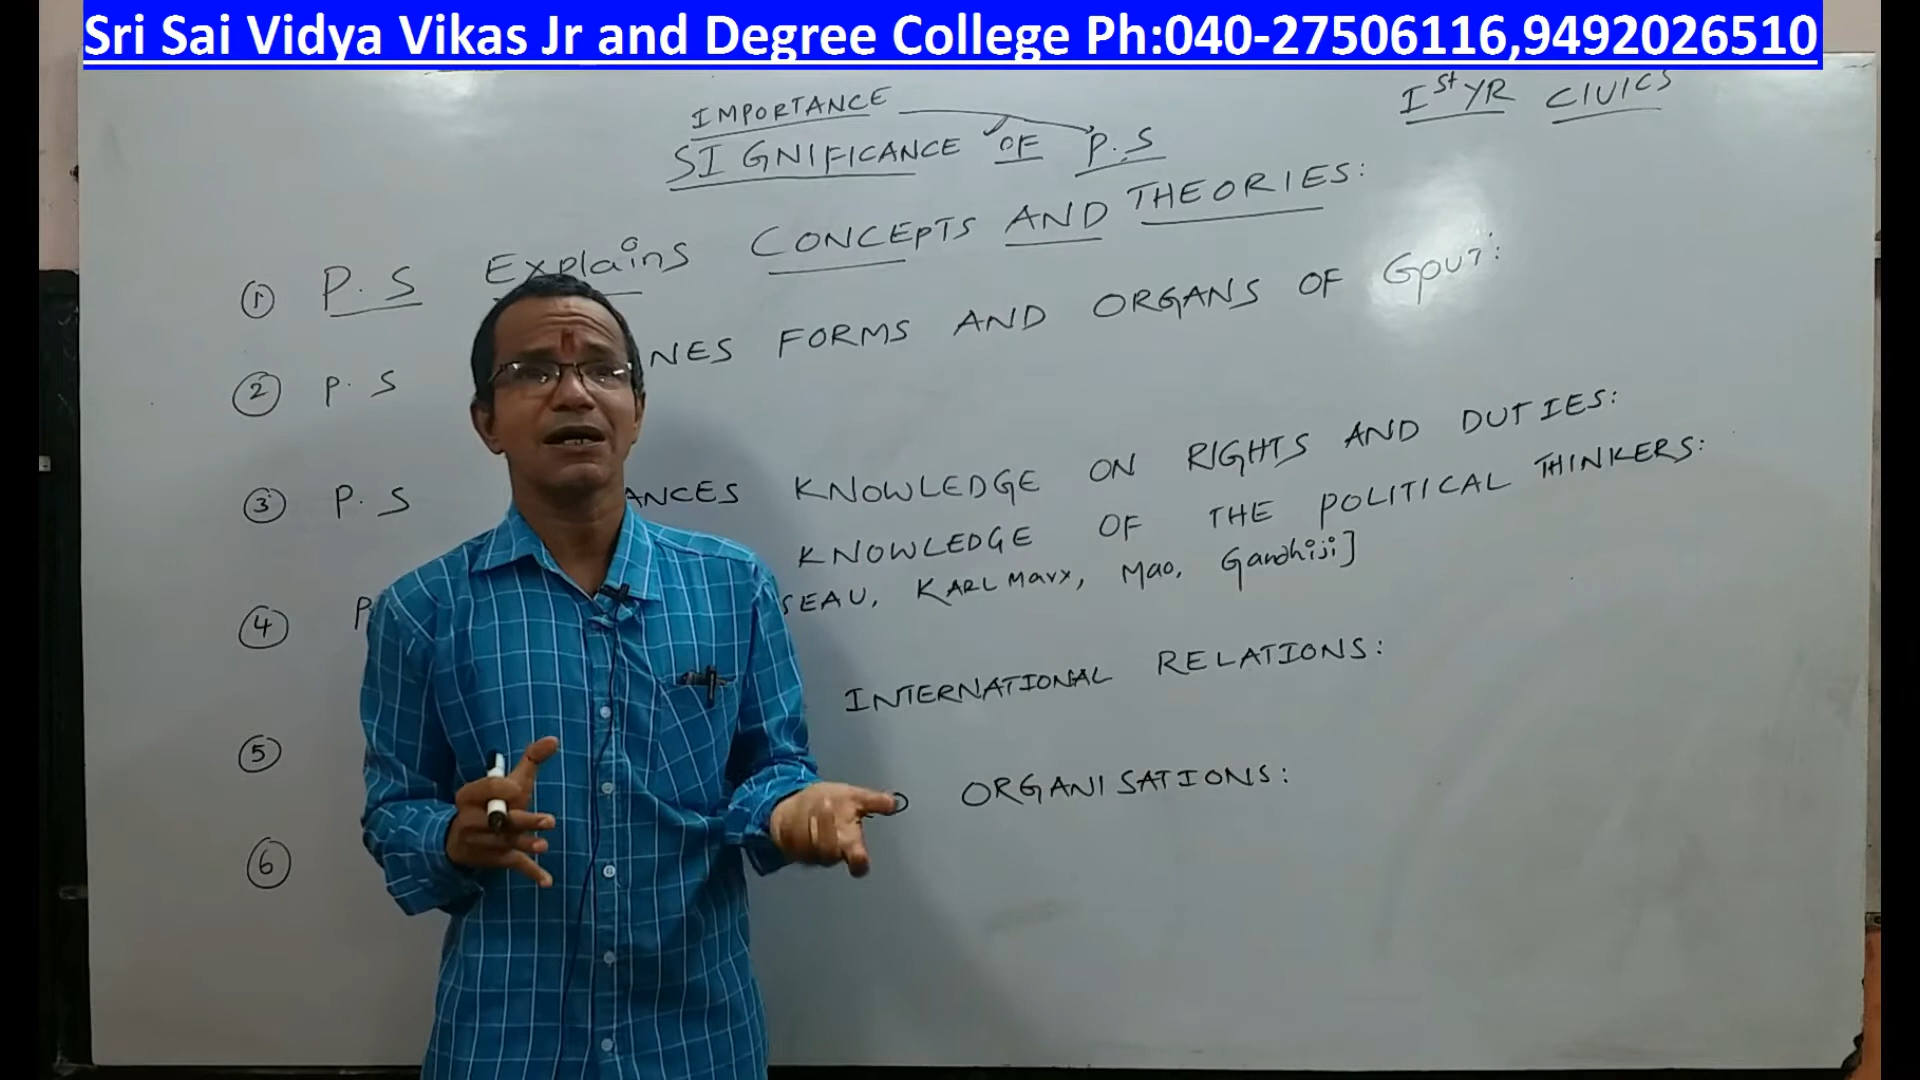 Sri Sai Vidya Vikas Jr and Degree College Ph:040-27506116,9492026510
Ist YR CIVICS
IMPORTANCE
SIGNIFICANCE OF P.S
1 P.S Explains CONCEPTS AND THEORIES:
2 P.S NES FORMS AND ORGANS OF Govt:
3 P.S ANCES KNOWLEDGE ON RIGHTS AND DUTIES:
4 P KNOWLEDGE OF THE POLITICAL THINKERS:
SEAU, KARL Marx, Mao, Gandhiji]
5 INTERNATIONAL RELATIONS:
6 ORGANISATIONS: